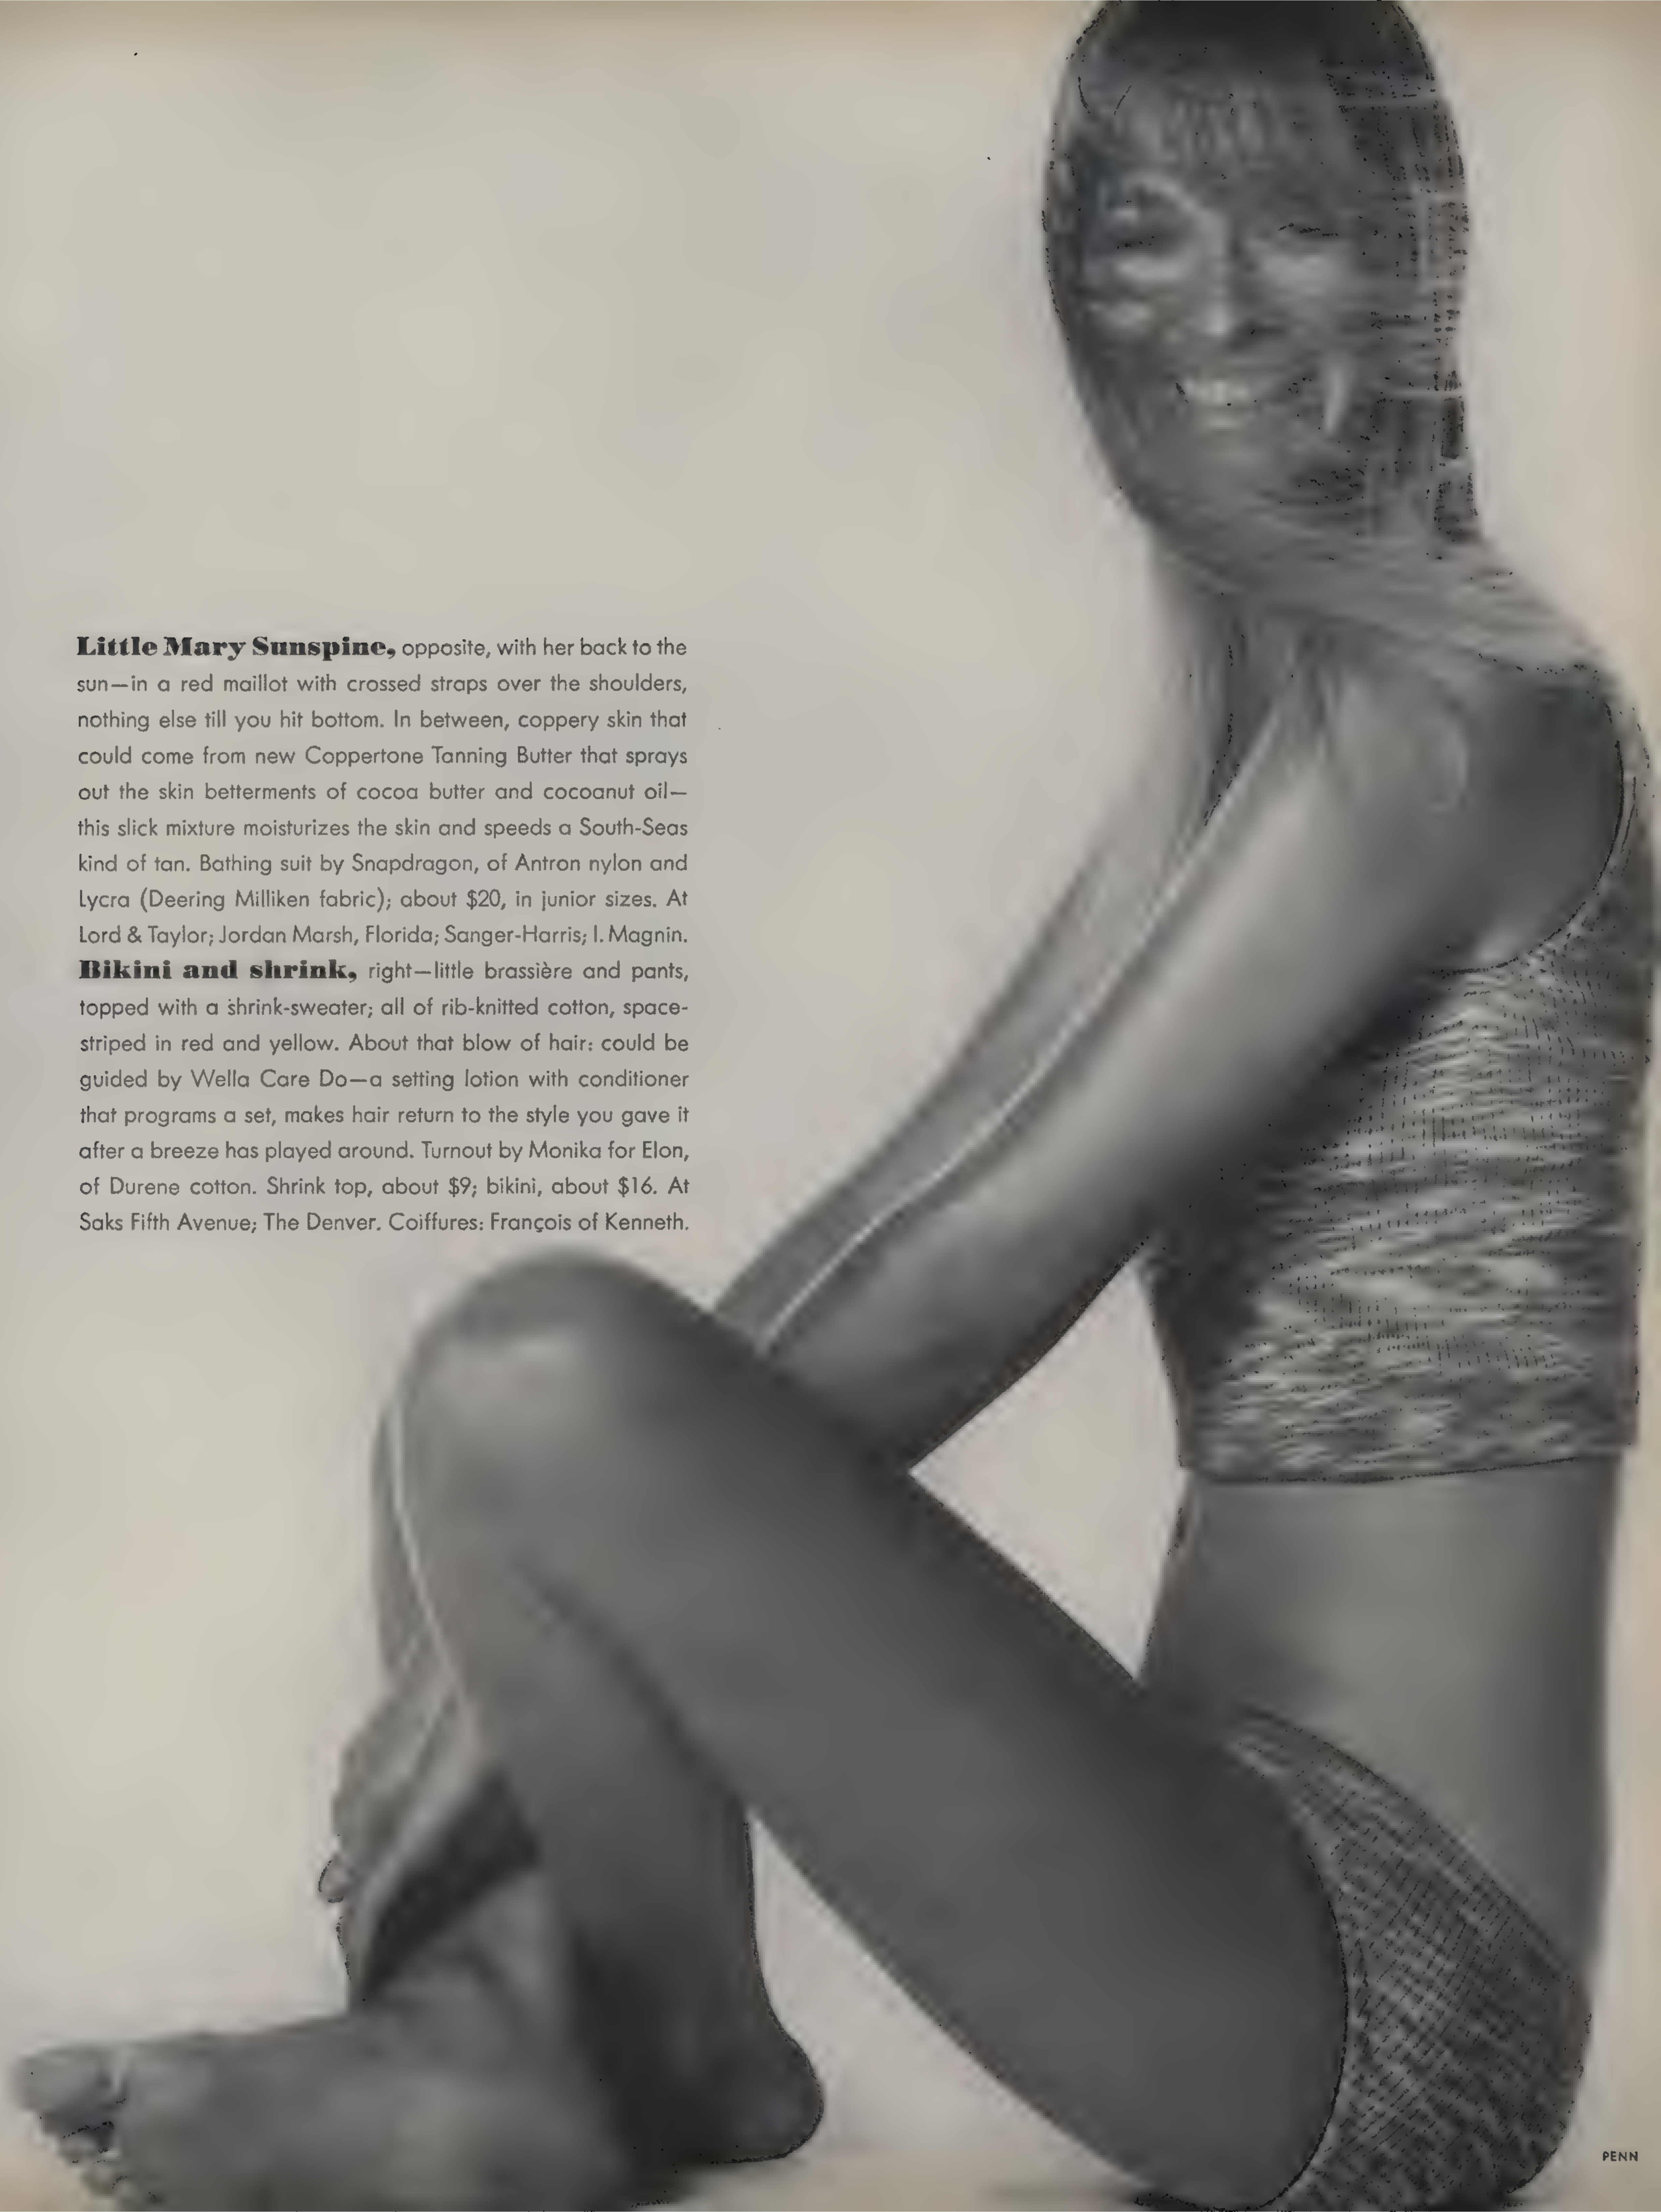 Little Mary Sunspine, opposite, with her back to the
sun—in a red maillot with crossed straps over the shoulders,
nothing else till you hit bottom. In between, coppery skin that
could come from new Coppertone Tanning Butter that sprays
out the skin betterments of cocoa butter and cocoanut oil—
this slick mixture moisturizes the skin and speeds a South-Seas
kind of tan. Bathing suit by Snapdragon, of Antron nylon and
Lycra (Deering Milliken fabric); about $20, in junior sizes. At
Lord & Taylor; Jordan Marsh, Florida; Sanger-Harris; I. Magnin.
Bikini and shrink, right—little brassière and pants,
topped with a shrink-sweater; all of rib-knitted cotton, space-
striped in red and yellow. About that blow of hair: could be
guided by Wella Care Do—a setting lotion with conditioner
that programs a set, makes hair return to the style you gave it
after a breeze has played around. Turnout by Monika for Elon,
of Durene cotton. Shrink top, about $9; bikini, about $16. At
Saks Fifth Avenue; The Denver. Coiffures: François of Kenneth.
PENN